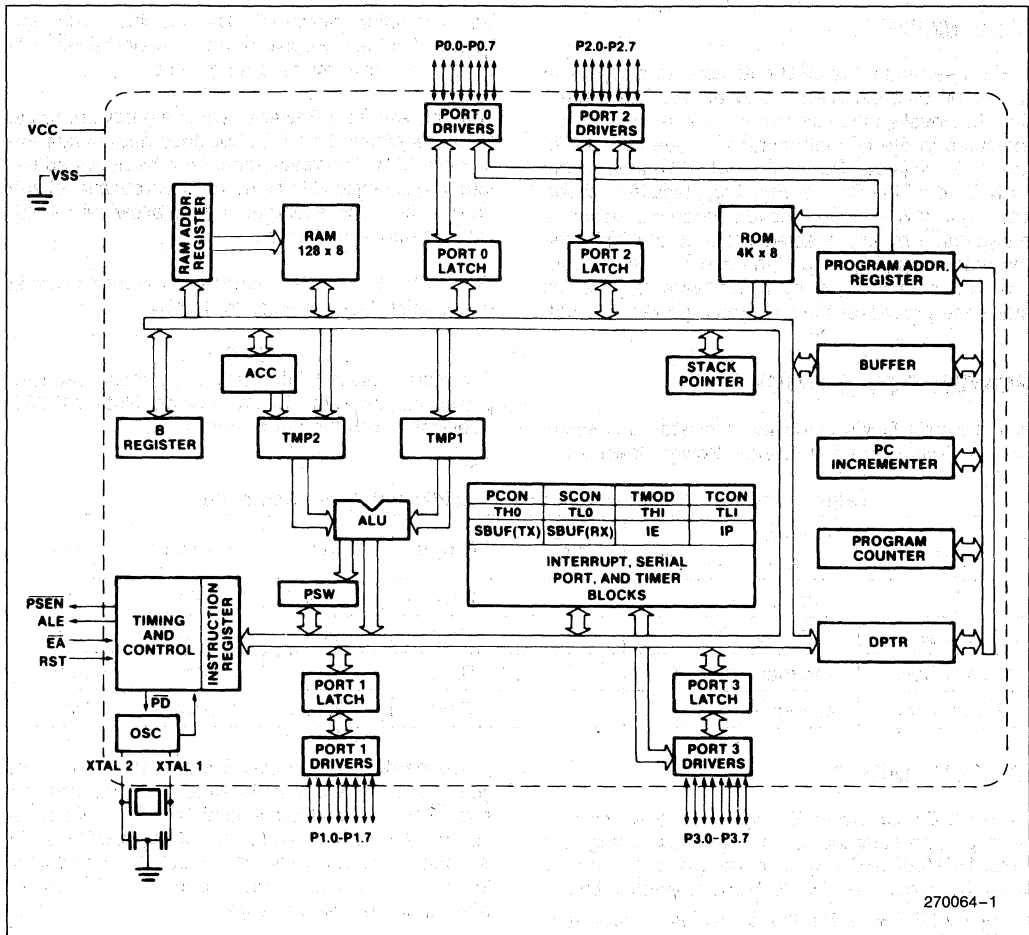 P0.0-P0.7
P2.0-P2.7
VCC
VSS
PORT 0
DRIVERS
PORT 2
DRIVERS
RAM ADDR.
REGISTER
RAM
128 x 8
PORT 0
LATCH
PORT 2
LATCH
ROM
4K x 8
PROGRAM ADDR.
REGISTER
ACC
STACK
POINTER
BUFFER
B
REGISTER
TMP2
TMP1
PC
INCREMENTER
PCON SCON TMOD TCON
TH0 TL0 THI TLI
SBUF(TX) SBUF(RX) IE IP
INTERRUPT, SERIAL
PORT, AND TIMER
BLOCKS
ALU
PROGRAM
COUNTER
PSW
PSEN
ALE
EA
RST
TIMING
AND
CONTROL
INSTRUCTION
REGISTER
DPTR
PD
OSC
PORT 1
LATCH
PORT 3
LATCH
XTAL 2 XTAL 1
PORT 1
DRIVERS
PORT 3
DRIVERS
P1.0-P1.7
P3.0-P3.7
270064-1